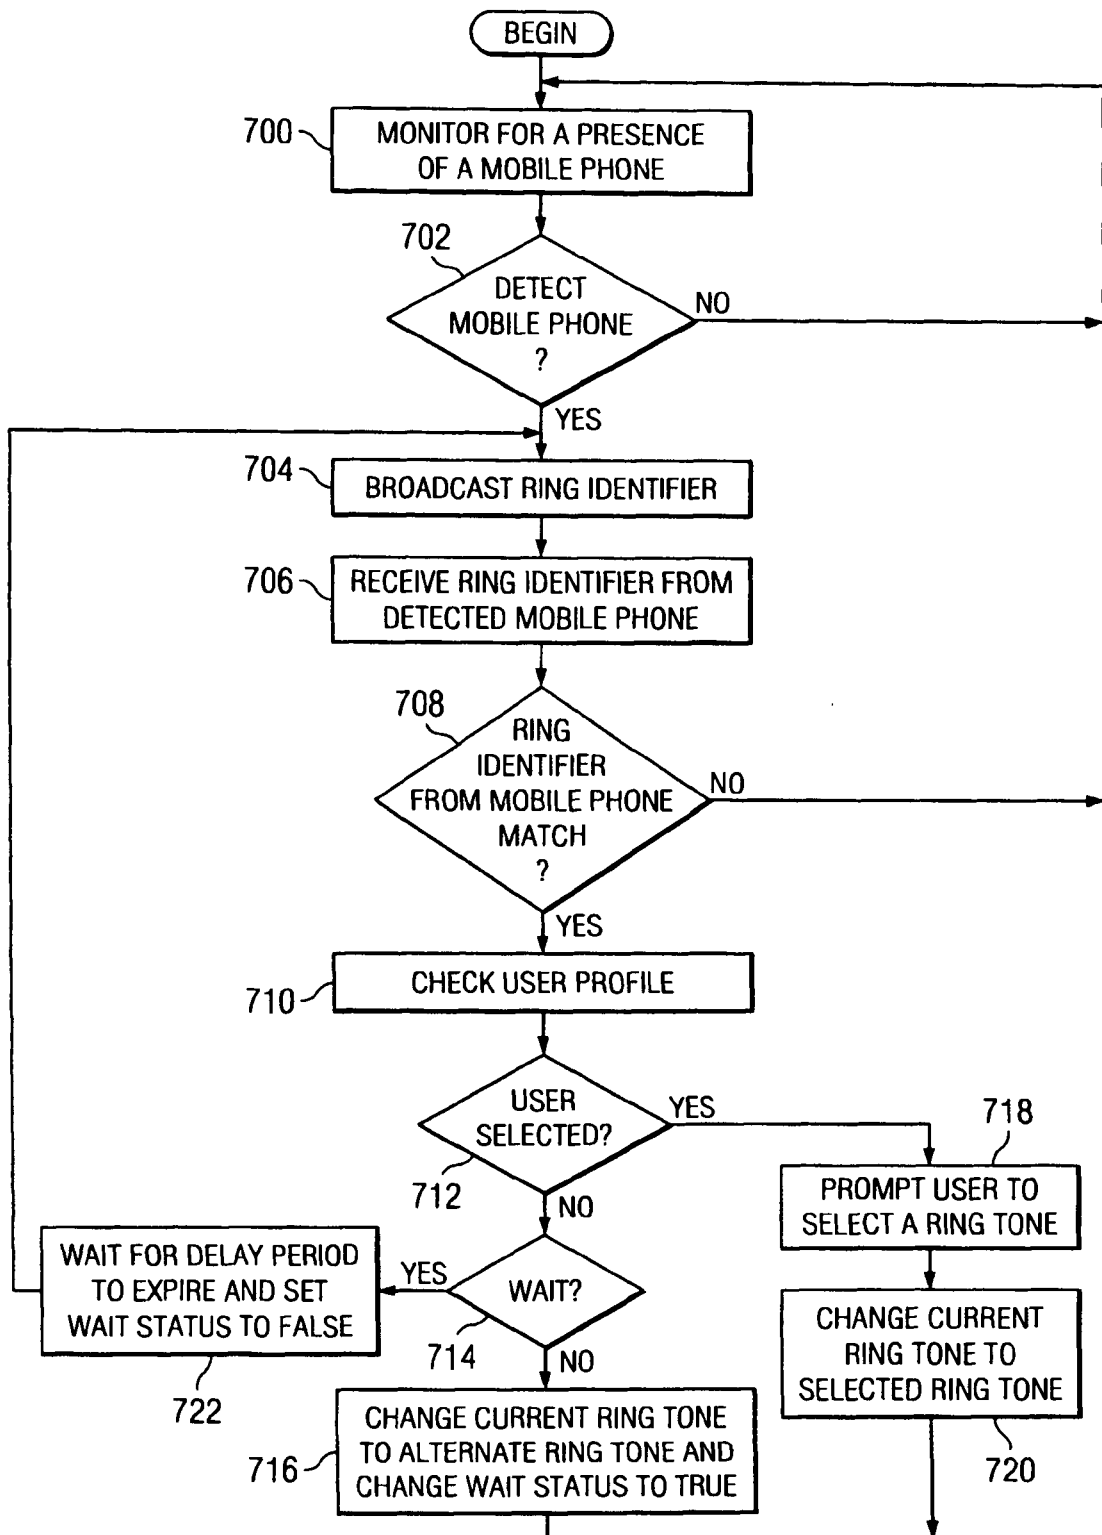 BEGIN
700
MONITOR FOR A PRESENCE
OF A MOBILE PHONE
702
DETECT
MOBILE PHONE
?
NO
YES
704
BROADCAST RING IDENTIFIER
706
RECEIVE RING IDENTIFIER FROM
DETECTED MOBILE PHONE
708
RING
IDENTIFIER
FROM MOBILE PHONE
MATCH
?
NO
YES
710
CHECK USER PROFILE
USER
SELECTED?
712
YES
NO
718
PROMPT USER TO
SELECT A RING TONE
WAIT FOR DELAY PERIOD
TO EXPIRE AND SET
WAIT STATUS TO FALSE
722
YES
WAIT?
714
NO
CHANGE CURRENT
RING TONE TO
SELECTED RING TONE
720
716
CHANGE CURRENT RING TONE
TO ALTERNATE RING TONE AND
CHANGE WAIT STATUS TO TRUE